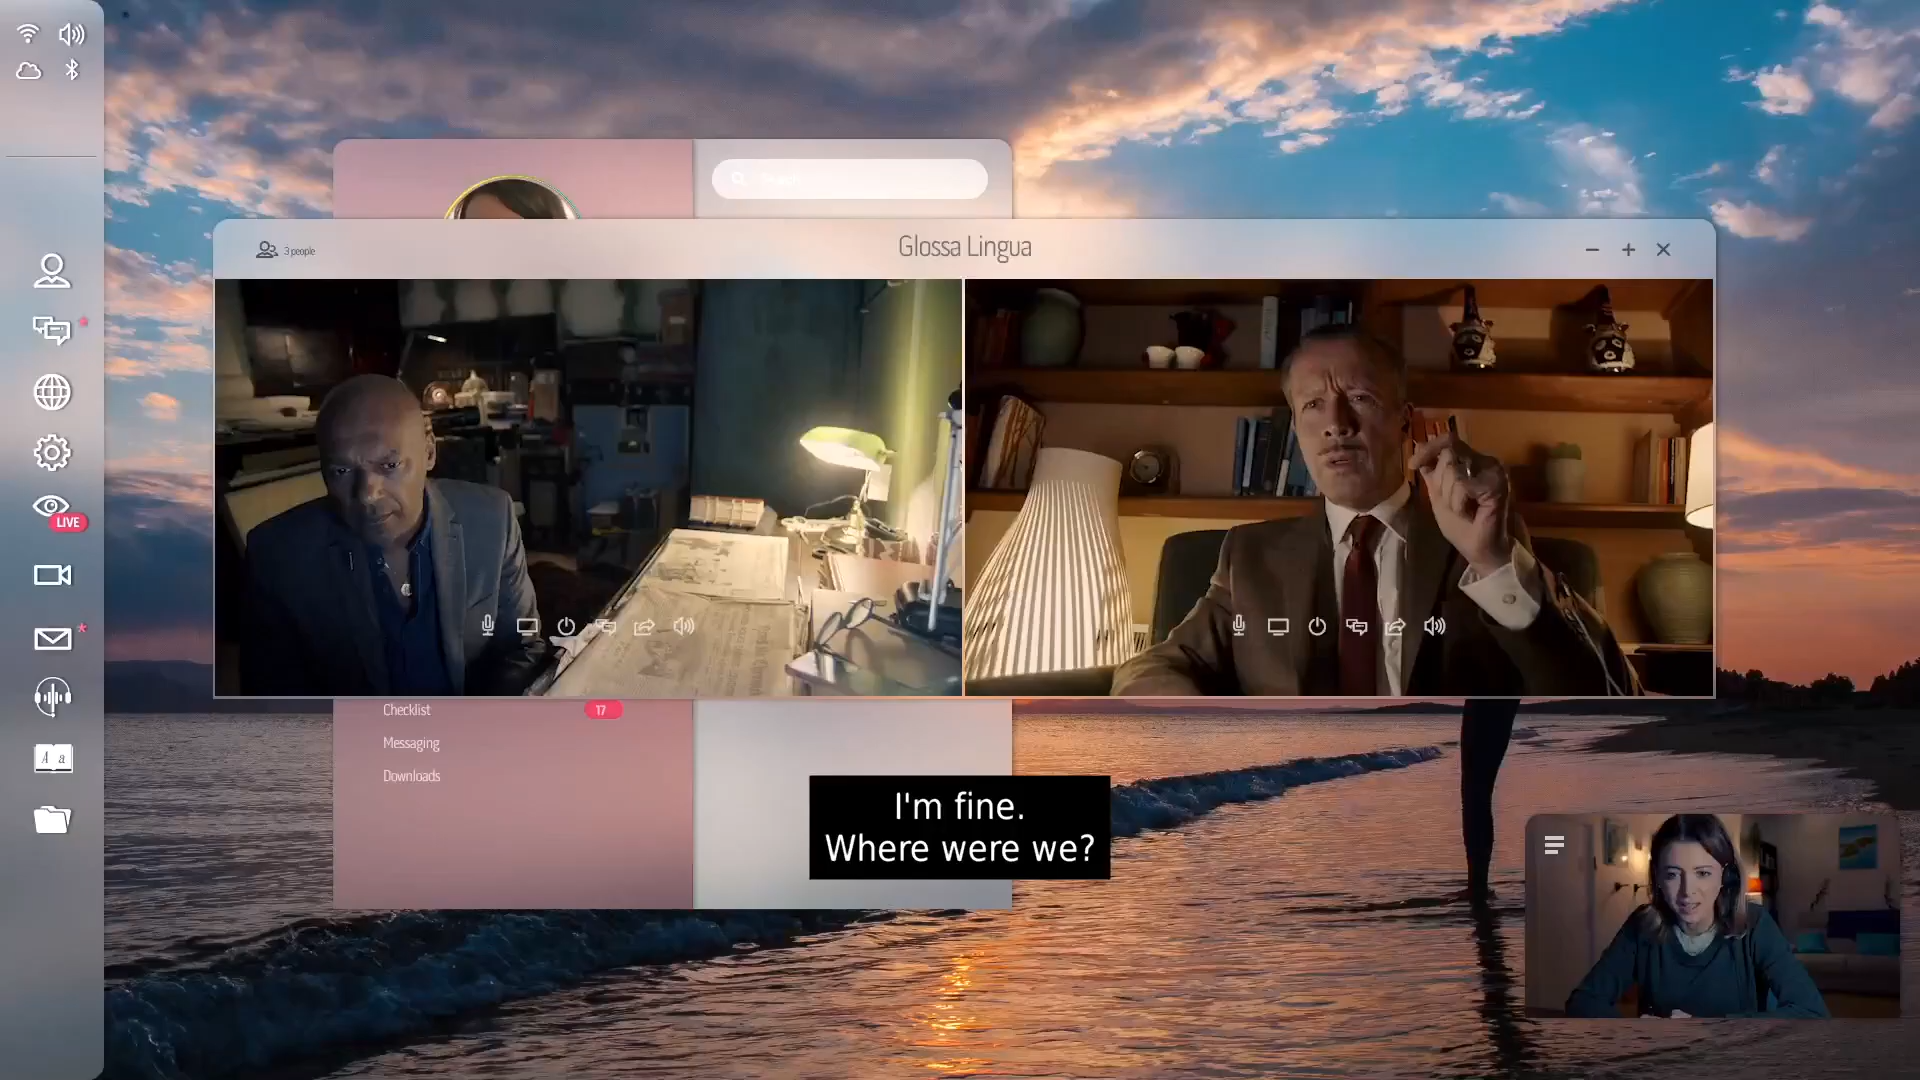 3 people
Glossa Lingua
LIVE
A a
Checklist
17
Messaging
Downloads
I'm fine.
Where were we?